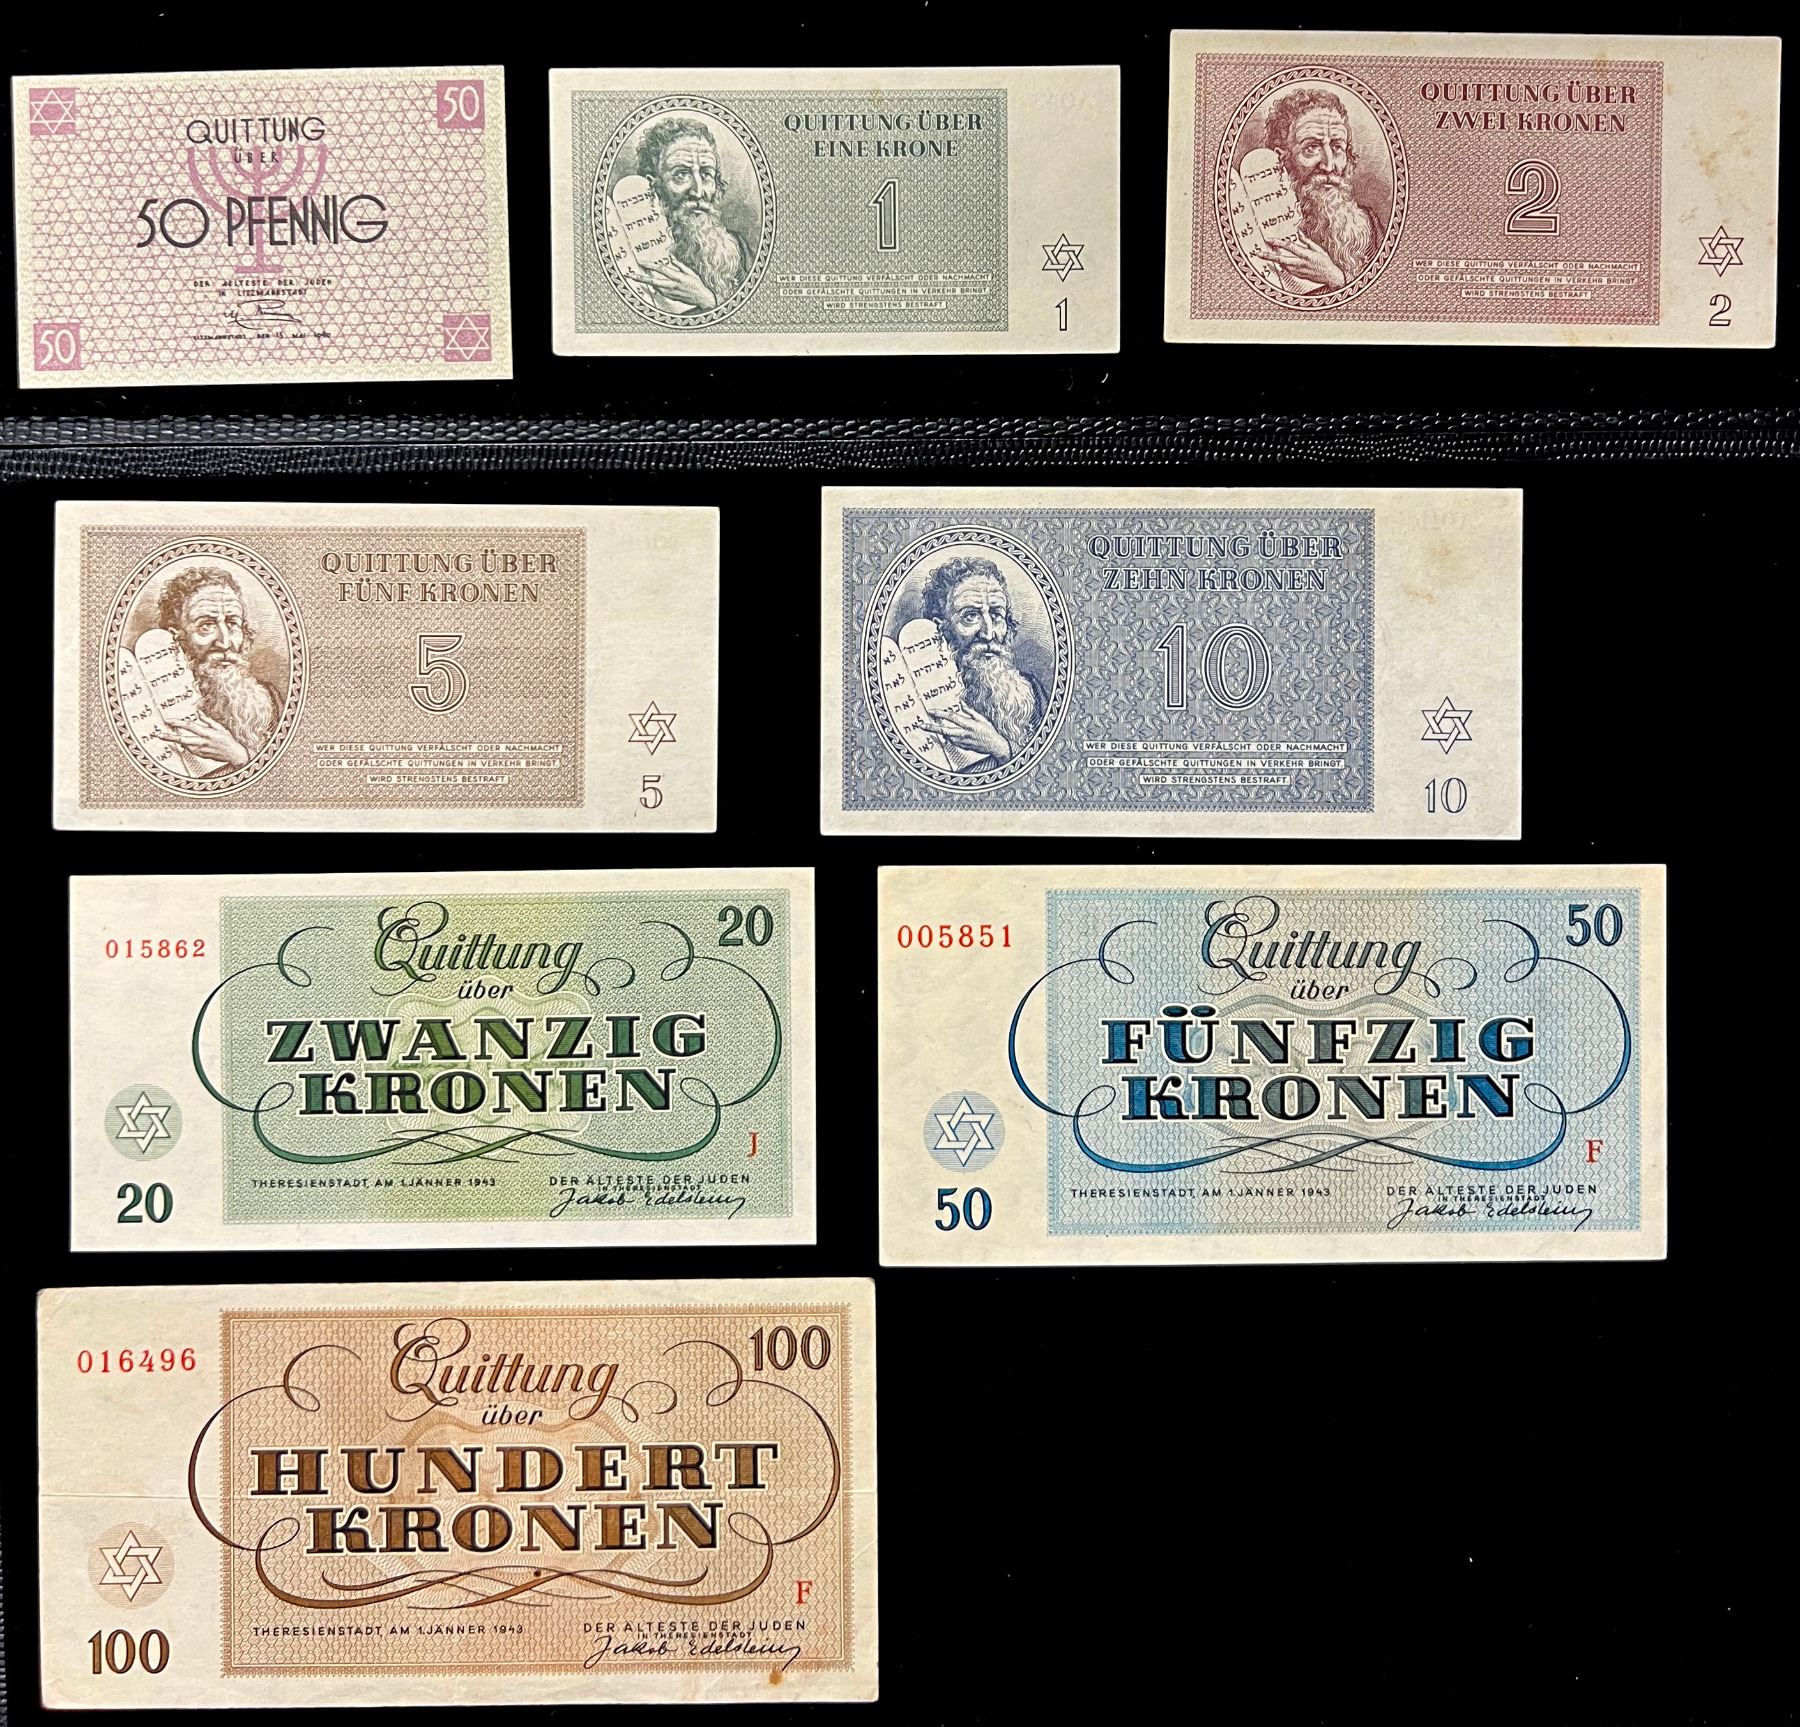 50
QUITTUNG
ÜBER
50 PFENNIG
DER AELTESTE DER JUDEN
IN LITZMANNSTADT
LITZMANNSTADT, DEN 15. MAI 1940
50
QUITTUNG ÜBER
EINE KRONE
1
WER DIESE QUITTUNG VERFÄLSCHT ODER NACHMACHT
ODER GEFÄLSCHTE QUITTUNGEN IN VERKEHR BRINGT,
WIRD STRENGSTENS BESTRAFT.
1
QUITTUNG ÜBER
ZWEI KRONEN
2
WER DIESE QUITTUNG VERFÄLSCHT ODER NACHMACHT
ODER GEFÄLSCHTE QUITTUNGEN IN VERKEHR BRINGT,
WIRD STRENGSTENS BESTRAFT.
2
QUITTUNG ÜBER
FÜNF KRONEN
5
WER DIESE QUITTUNG VERFÄLSCHT ODER NACHMACHT
ODER GEFÄLSCHTE QUITTUNGEN IN VERKEHR BRINGT,
WIRD STRENGSTENS BESTRAFT.
5
QUITTUNG ÜBER
ZEHN KRONEN
10
WER DIESE QUITTUNG VERFÄLSCHT ODER NACHMACHT
ODER GEFÄLSCHTE QUITTUNGEN IN VERKEHR BRINGT,
WIRD STRENGSTENS BESTRAFT.
10
015862
20
Quittung
über
ZWANZIG
KRONEN
J
THERESIENSTADT, AM 1. JÄNNER 1943
DER ÄLTESTE DER JUDEN
IN THERESIENSTADT
Jakob Edelstein
20
005851
50
Quittung
über
FÜNFZIG
KRONEN
F
THERESIENSTADT, AM 1. JÄNNER 1943
DER ÄLTESTE DER JUDEN
IN THERESIENSTADT
Jakob Edelstein
50
016496
100
Quittung
über
HUNDERT
KRONEN
F
THERESIENSTADT, AM 1. JÄNNER 1943
DER ÄLTESTE DER JUDEN
IN THERESIENSTADT
Jakob Edelstein
100